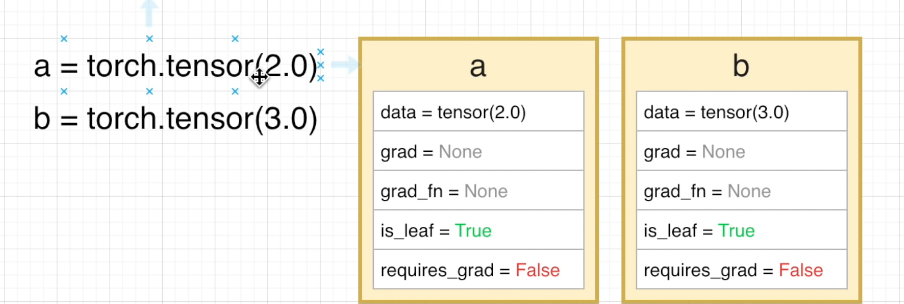 a = torch.tensor(2.0)
b = torch.tensor(3.0)
a
data = tensor(2.0)
grad = None
grad_fn = None
is_leaf = True
requires_grad = False
b
data = tensor(3.0)
grad = None
grad_fn = None
is_leaf = True
requires_grad = False